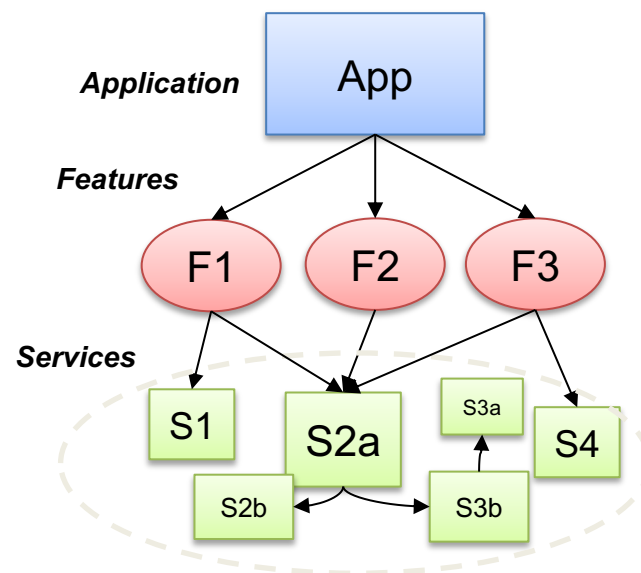 App
Application
Features
F1
F2
F3
Services
S1
S2a
S3a
S4
S2b
S3b